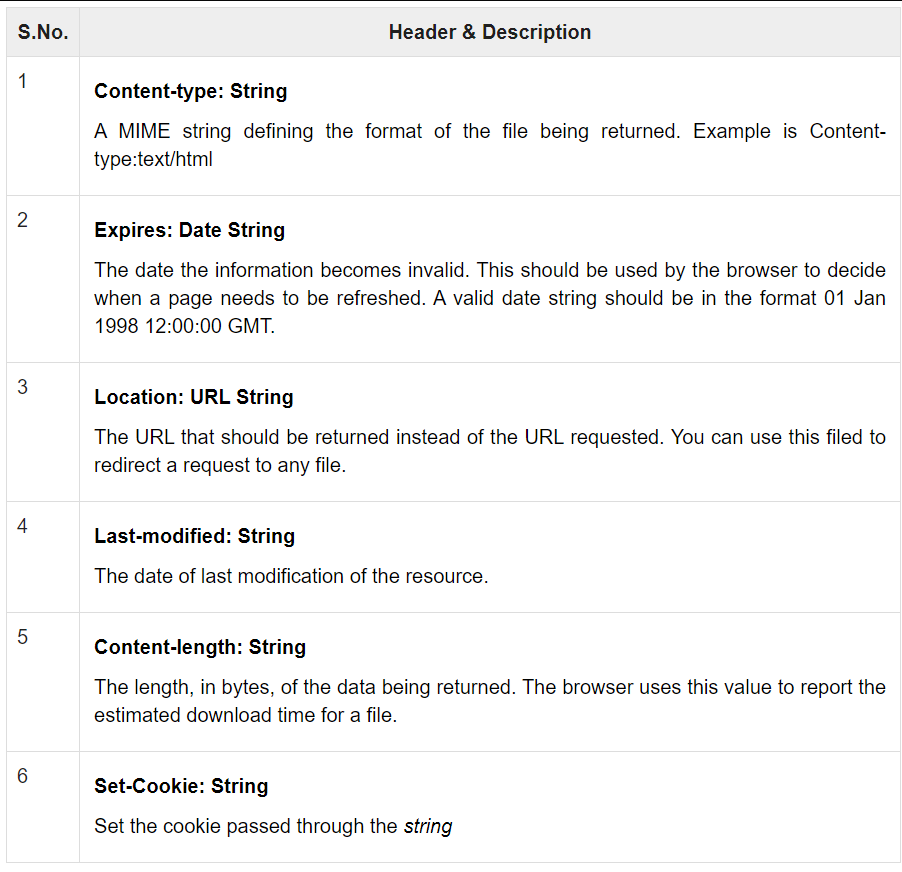 S.No. Header & Description
1
Content-type: String
A MIME string defining the format of the file being returned. Example is Content-
type:text/html
2
Expires: Date String
The date the information becomes invalid. This should be used by the browser to decide
when a page needs to be refreshed. A valid date string should be in the format 01 Jan
1998 12:00:00 GMT.
3
Location: URL String
The URL that should be returned instead of the URL requested. You can use this filed to
redirect a request to any file.
4
Last-modified: String
The date of last modification of the resource.
5
Content-length: String
The length, in bytes, of the data being returned. The browser uses this value to report the
estimated download time for a file.
6
Set-Cookie: String
Set the cookie passed through the string